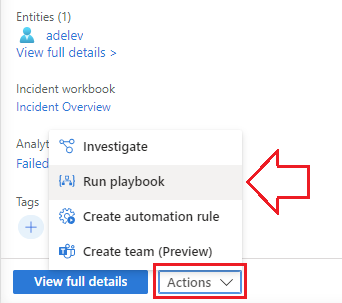 Entities (1)
adelev
View full details >
Incident workbook
Incident Overview
Analyt
Failed
Investigate
Run playbook
Create automation rule
Create team (Preview)
Tags
+
View full details
Actions